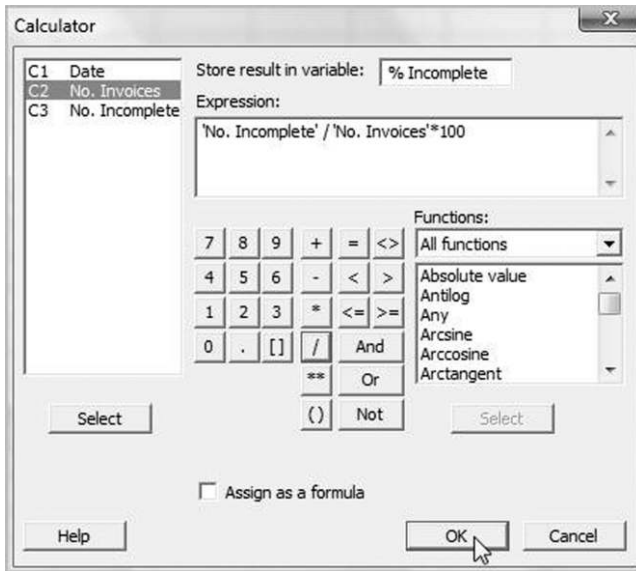 Calculator
X
C1 Date
C2 No. Invoices
C3 No. Incomplete
Store result in variable: % Incomplete
Expression:
'No. Incomplete' / 'No. Invoices'*100
Functions:
7 8 9 + = <> All functions
4 5 6 - < > Absolute value
Antilog
1 2 3 * <= >= Any
Arcsine
0 . [] / And Arccosine
** Or Arctangent
Select () Not Select
Assign as a formula
Help OK Cancel